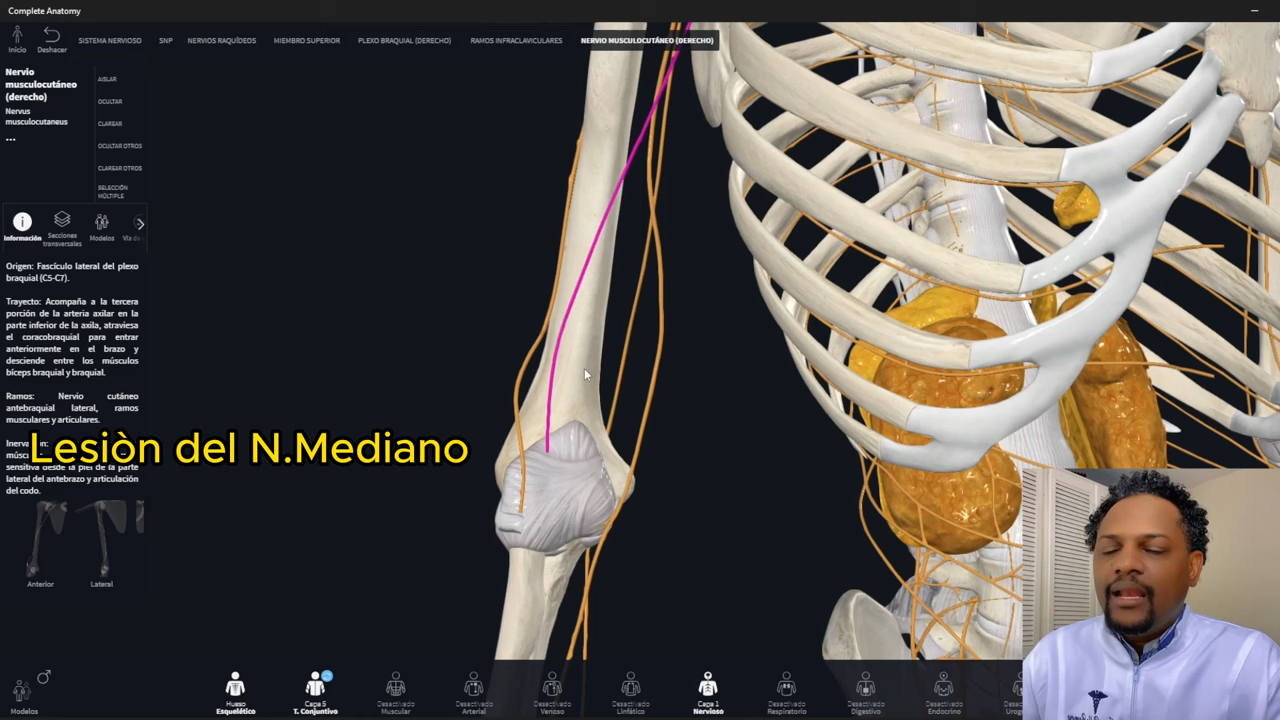 Complete Anatomy
Inicio
Deshacer
SISTEMA NERVIOSO
SNP
NERVIOS RAQUÍDEOS
MIEMBRO SUPERIOR
PLEXO BRAQUIAL (DERECHO)
RAMOS INFRACLAVICULARES
NERVIO MUSCULOCUTÁNEO (DERECHO)
Nervio
musculocutáneo
(derecho)
Nervus
musculocutaneus
...
AISLAR
OCULTAR
CLAREAR
OCULTAR OTROS
CLAREAR OTROS
SELECCIÓN
MÚLTIPLE
Información
Secciones
transversales
Modelos
Origen: Fascículo lateral del plexo
braquial (C5-C7).
Trayecto: Acompaña a la tercera
porción de la arteria axilar en la
parte inferior de la axila, atraviesa
el coracobraquial para entrar
anteriormente en el brazo y
desciende entre los músculos
bíceps braquial y braquial.
Ramos: Nervio cutáneo
antebraquial lateral, ramos
musculares y articulares.
Lesiòn del N.Mediano
sensitiva desde la piel de la parte
lateral del antebrazo y articulación
del codo.
Anterior
Lateral
Modelos
Hueso
Esquelético
Capa 5
T. Conjuntivo
Desactivado
Muscular
Desactivado
Arterial
Desactivado
Venoso
Desactivado
Linfático
Capa 1
Nervioso
Desactivado
Respiratorio
Desactivado
Digestivo
Desactivado
Endocrino